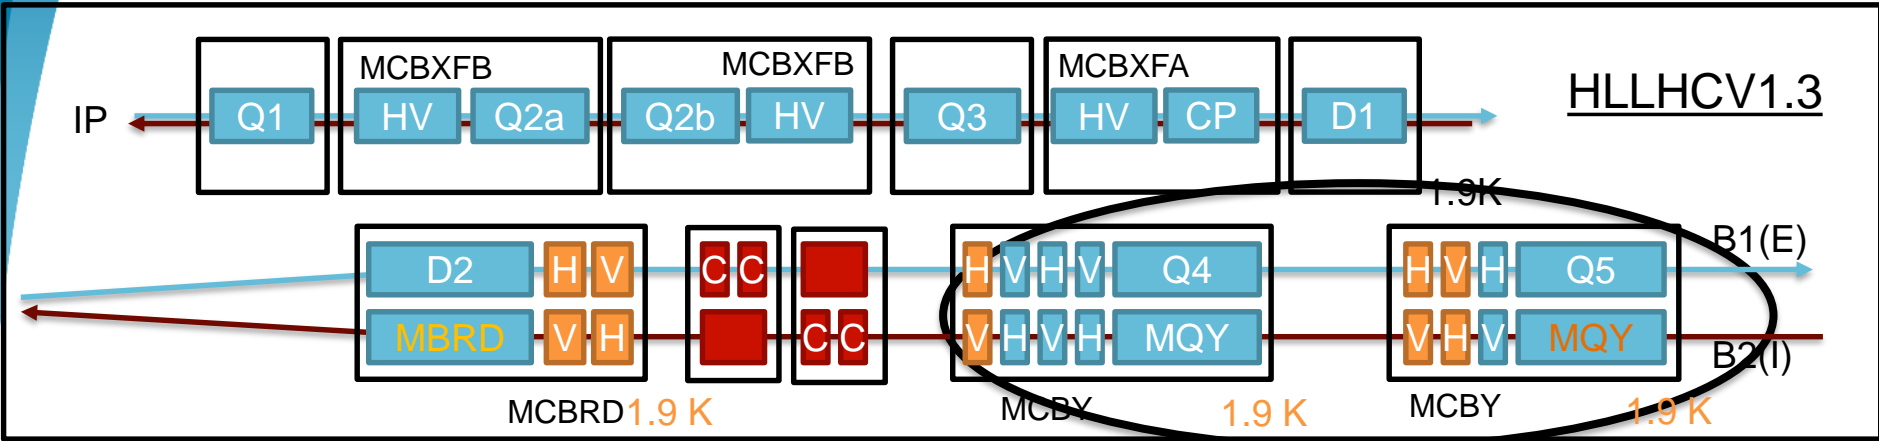 MCBXFB MCBXFB MCBXFA HLLHCV1.3
IP Q1 HV Q2a Q2b HV Q3 HV CP D1
1.9K
B1(E)
D2 H V C C H V H V Q4 H V H Q5
MBRD V H C C V H V H MQY V H V MQY
B2(I)
MCBRD 1.9 K MCBY 1.9 K MCBY 1.9 K